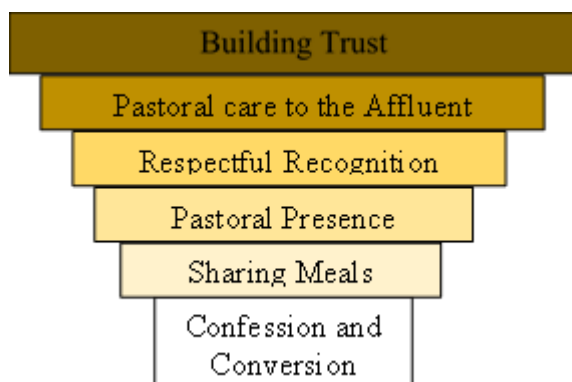 Building Trust
Pastoral care to the Affluent
Respectful Recognition
Pastoral Presence
Sharing Meals
Confession and
Conversion